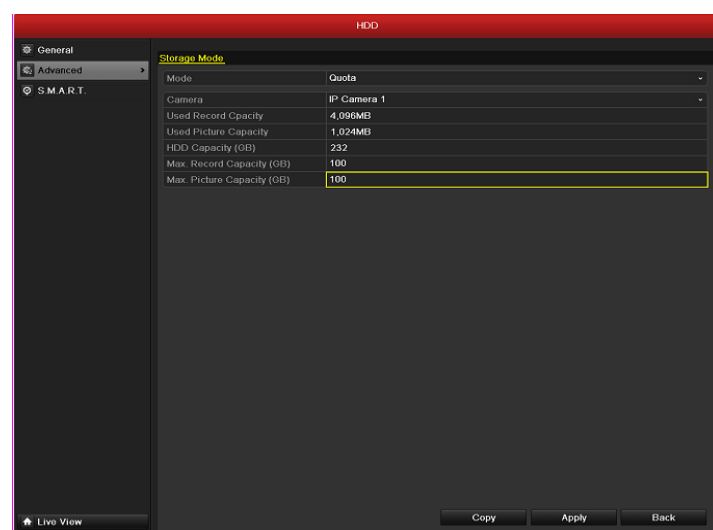 HDD
General
Advanced >
S.M.A.R.T.
Storage Mode
Mode Quota
Camera IP Camera 1
Used Record Cpacity 4,096MB
Used Picture Capacity 1,024MB
HDD Capacity (GB) 232
Max. Record Capacity (GB) 100
Max. Picture Capacity (GB) 100
Live View
Copy Apply Back